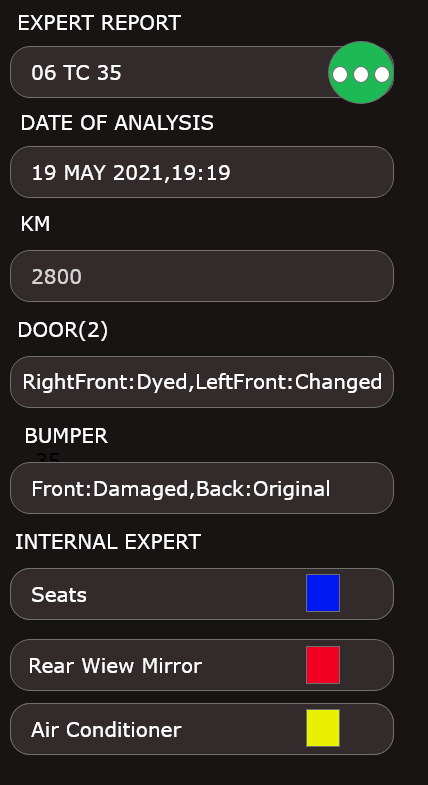 EXPERT REPORT
06 TC 35
DATE OF ANALYSIS
19 MAY 2021,19:19
KM
2800
DOOR(2)
RightFront:Dyed,LeftFront:Changed
BUMPER
35
Front:Damaged,Back:Original
INTERNAL EXPERT
Seats
Rear Wiew Mirror
Air Conditioner